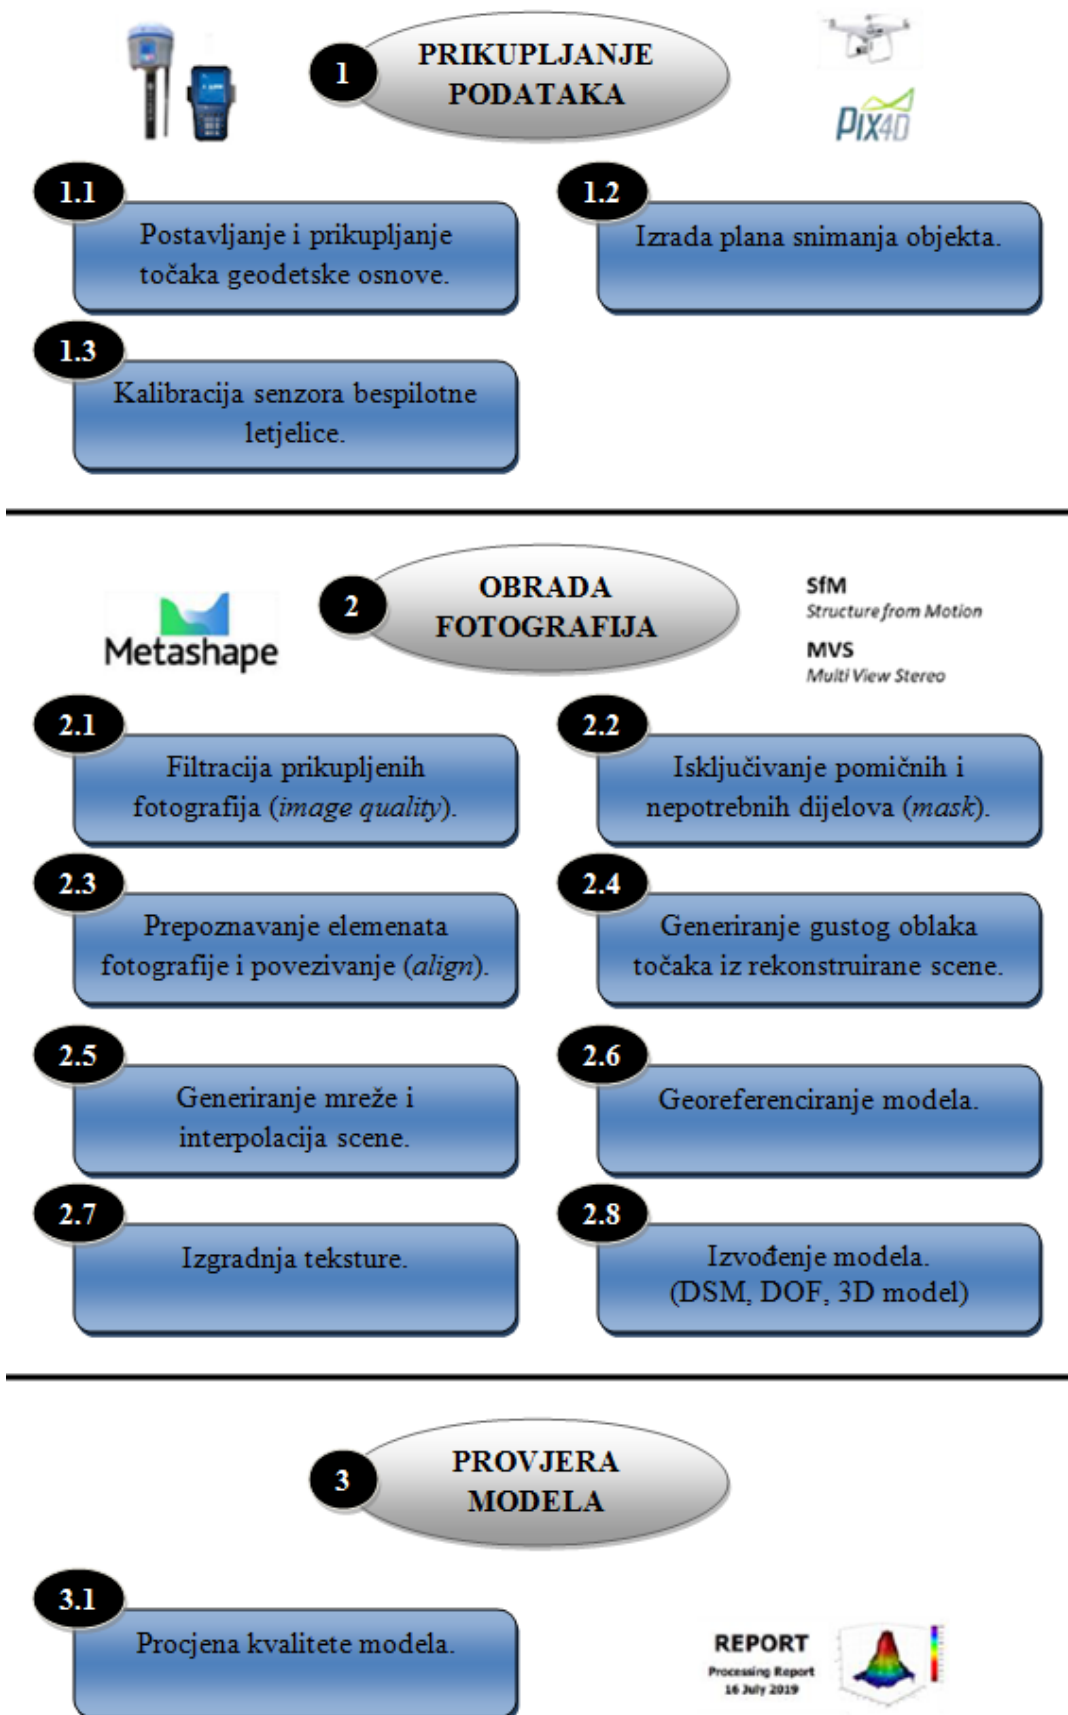 1
PRIKUPLJANJE
PODATAKA
PIX4D
1.1
Postavljanje i prikupljanje
točaka geodetske osnove.
1.2
Izrada plana snimanja objekta.
1.3
Kalibracija senzora bespilotne
letjelice.
Metashape
2
OBRADA
FOTOGRAFIJA
SfM
Structure from Motion
MVS
Multi View Stereo
2.1
Filtracija prikupljenih
fotografija (image quality).
2.2
Isključivanje pomičnih i
nepotrebnih dijelova (mask).
2.3
Prepoznavanje elemenata
fotografije i povezivanje (align).
2.4
Generiranje gustog oblaka
točaka iz rekonstruirane scene.
2.5
Generiranje mreže i
interpolacija scene.
2.6
Georeferenciranje modela.
2.7
Izgradnja teksture.
2.8
Izvođenje modela.
(DSM, DOF, 3D model)
3
PROVJERA
MODELA
3.1
Procjena kvalitete modela.
REPORT
Processing Report
16 July 2019